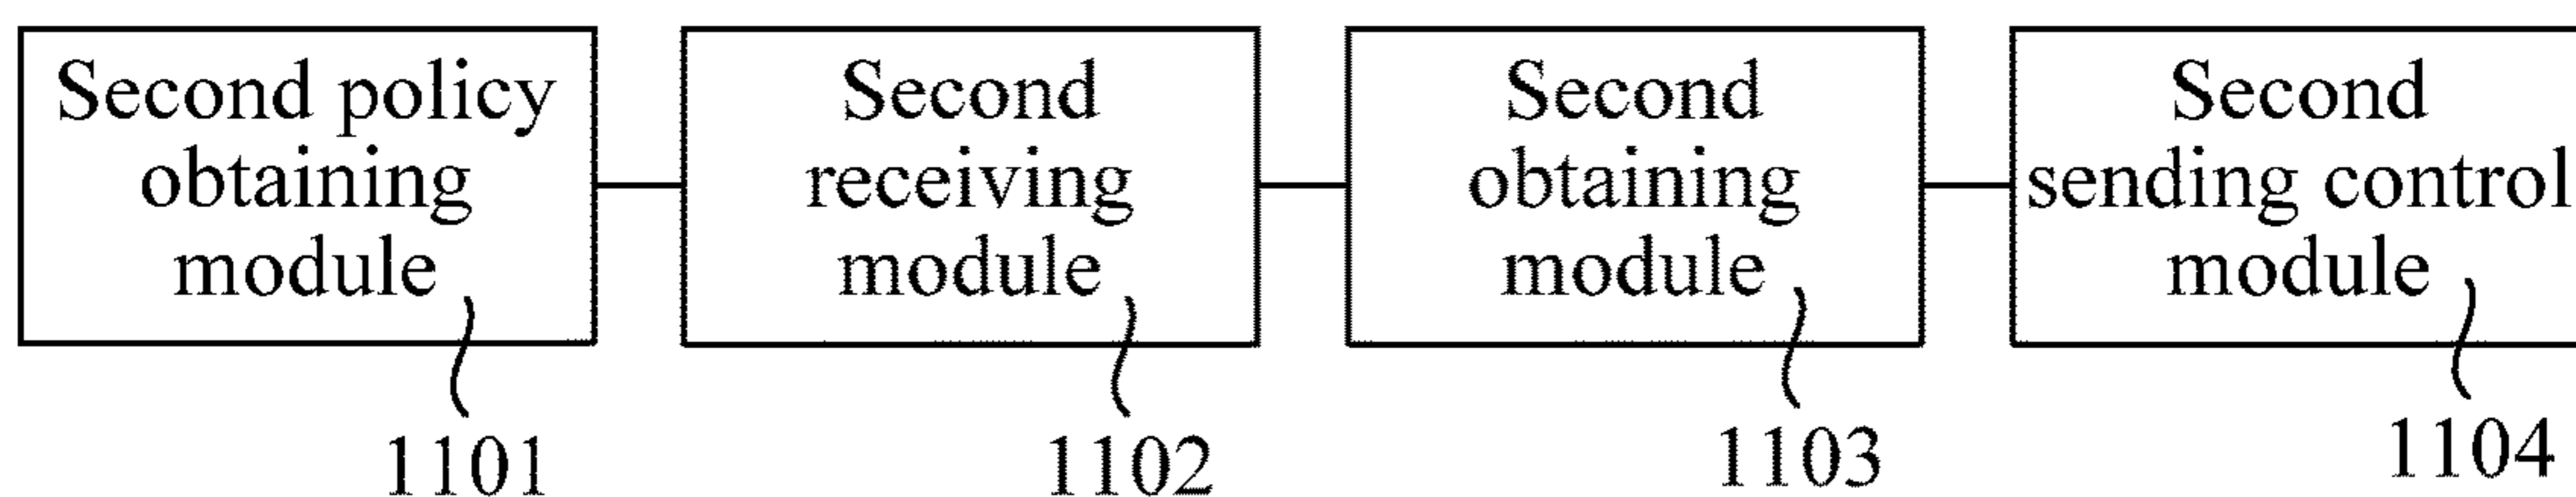 Second policy
obtaining
module
1101
Second
receiving
module
1102
Second
obtaining
module
1103
Second
sending control
module
1104